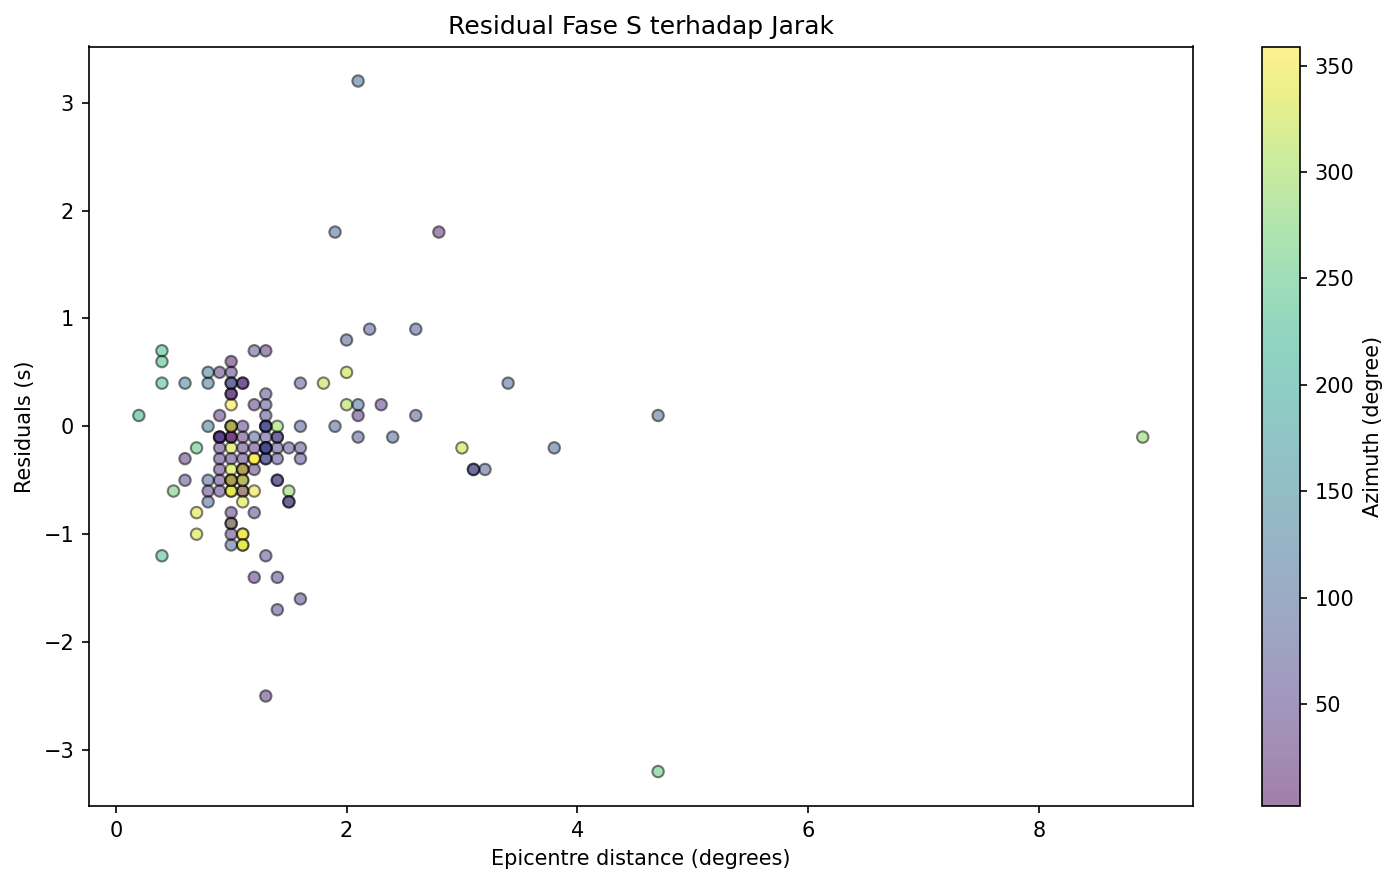 Residual Fase S terhadap Jarak
Residuals (s)
3
2
1
0
−1
−2
−3
0 2 4 6 8
Epicentre distance (degrees)
350
300
250
200
150
100
50
Azimuth (degree)